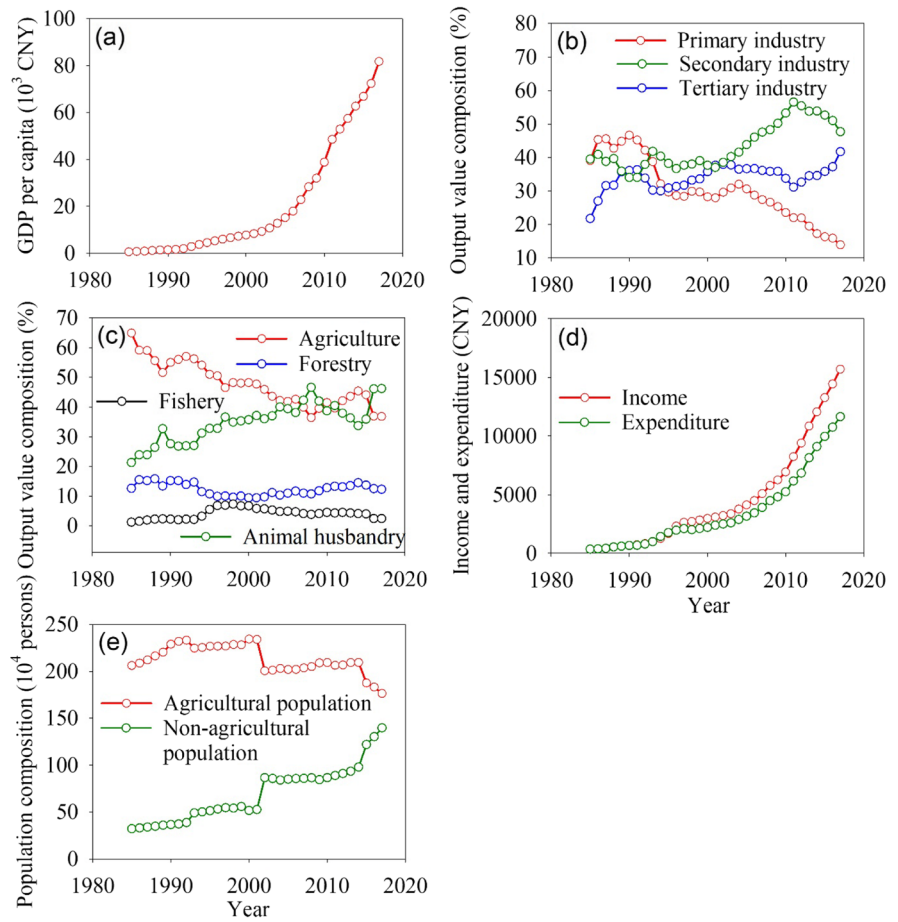 (a)
GDP per capita (10³ CNY)
100
80
60
40
20
0
1980 1990 2000 2010 2020
(b)
Output value composition (%)
Primary industry
Secondary industry
Tertiary industry
80
70
60
50
40
30
20
10
1980 1990 2000 2010 2020
(c)
Output value composition (%)
Agriculture
Forestry
Fishery
Animal husbandry
70
60
50
40
30
20
10
0
1980 1990 2000 2010 2020
(d)
Income and expenditure (CNY)
Income
Expenditure
20000
15000
10000
5000
0
1980 1990 2000 2010 2020
Year
(e)
Population composition (10⁴ persons)
Agricultural population
Non-agricultural
population
250
200
150
100
50
0
1980 1990 2000 2010 2020
Year